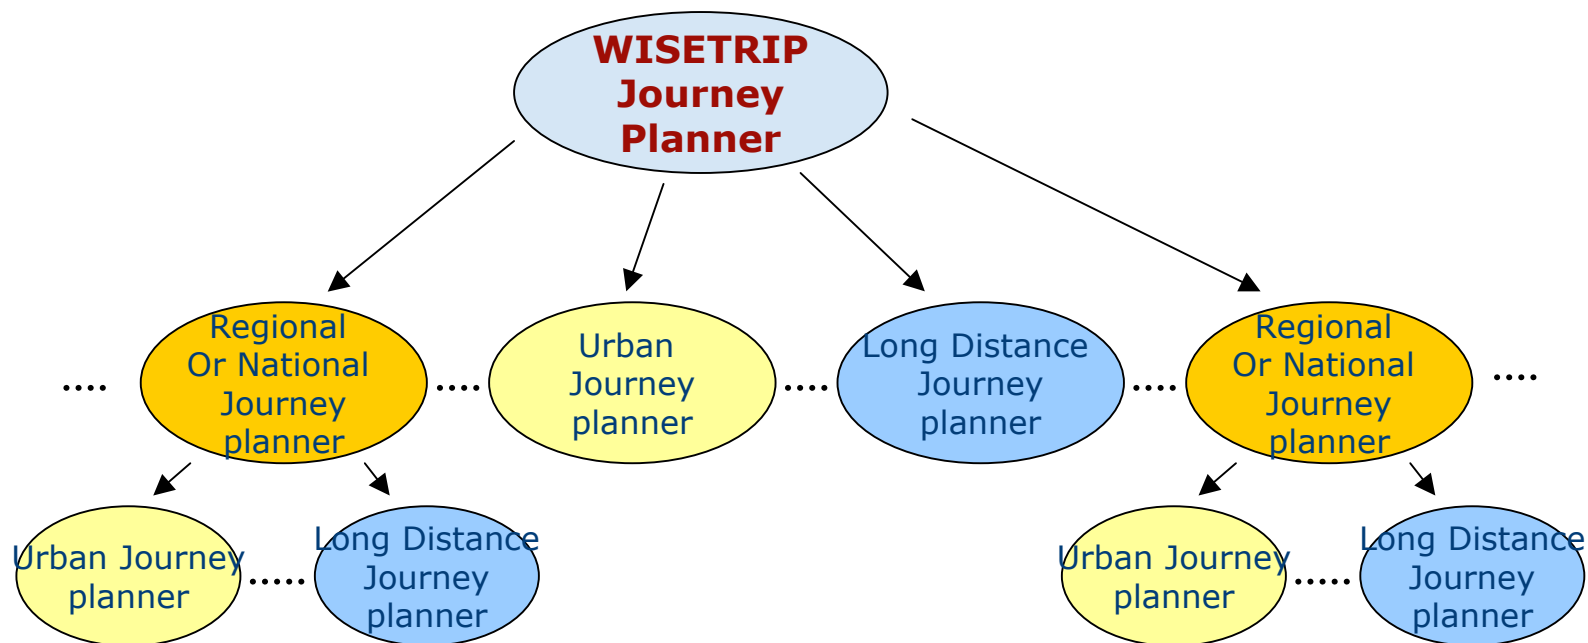 WISETRIP
Journey
Planner
Regional
Or National
Journey
planner
Urban
Journey
planner
Long Distance
Journey
planner
Regional
Or National
Journey
planner
....
....
....
....
....
Urban Journey
planner
.....
Long Distance
Journey
planner
Urban Journey
planner
.....
Long Distance
Journey
planner